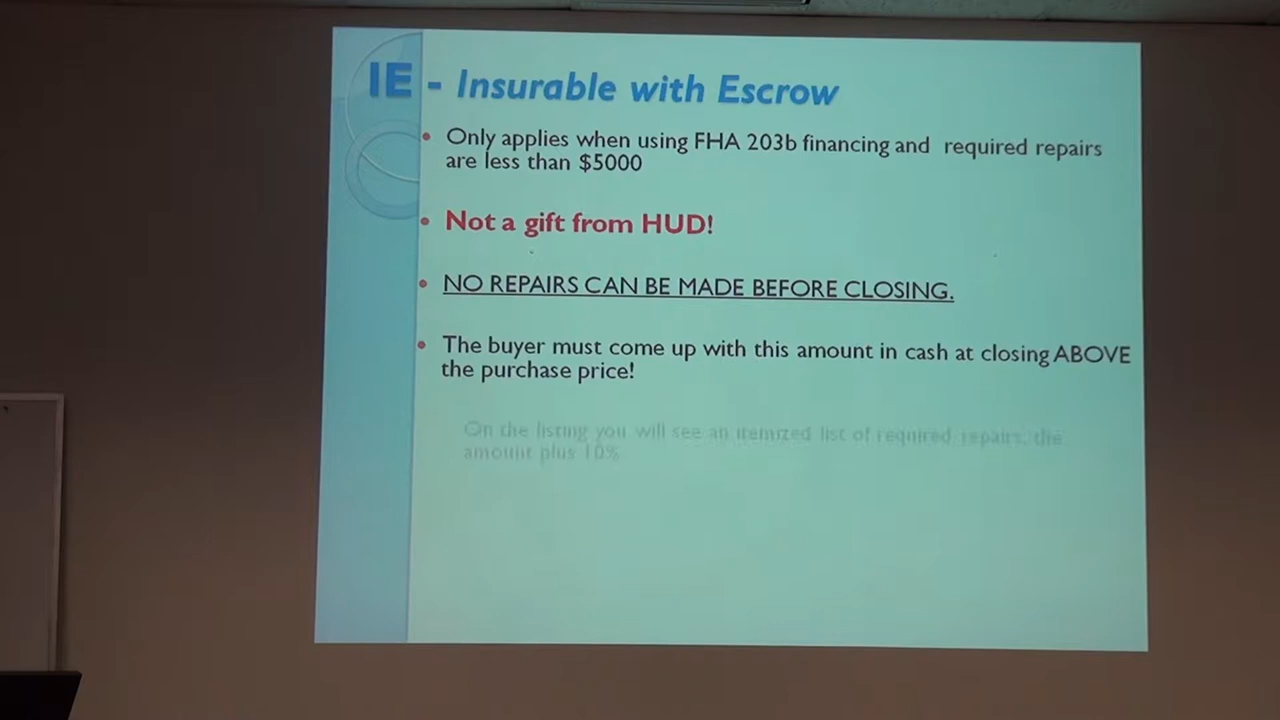 IE - Insurable with Escrow
Only applies when using FHA 203b financing and required repairs
are less than $5000
Not a gift from HUD!
NO REPAIRS CAN BE MADE BEFORE CLOSING.
The buyer must come up with this amount in cash at closing ABOVE
the purchase price!
On the listing you will see an itemized list of required repairs, the
amount plus 10%